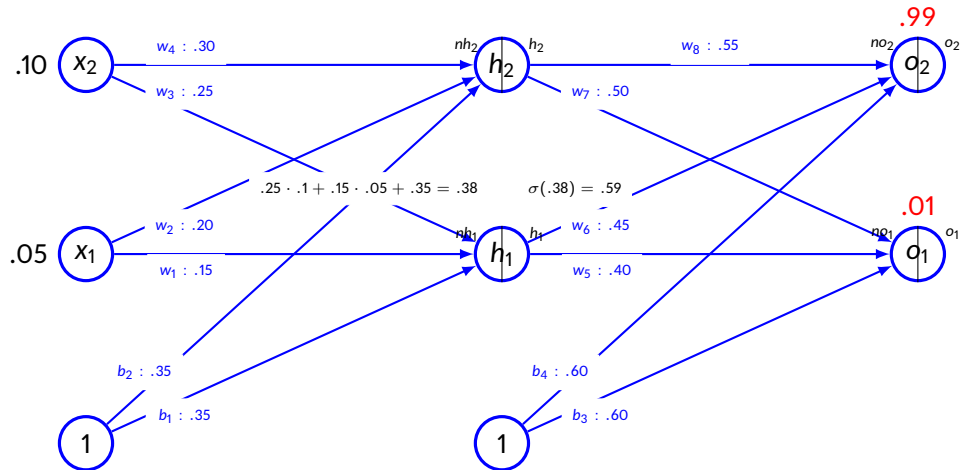 .99
.10 x₂ w₄ : .30 nh₂ h₂ h₂ w₈ : .55 no₂ o₂ o₂
w₃ : .25 w₇ : .50
.25 · .1 + .15 · .05 + .35 = .38 σ(.38) = .59
.01
w₂ : .20 nh₁ h₁ w₆ : .45 no₁ o₁
.05 x₁ h₁ o₁
w₁ : .15 w₅ : .40
b₂ : .35 b₄ : .60
b₁ : .35 b₃ : .60
1 1